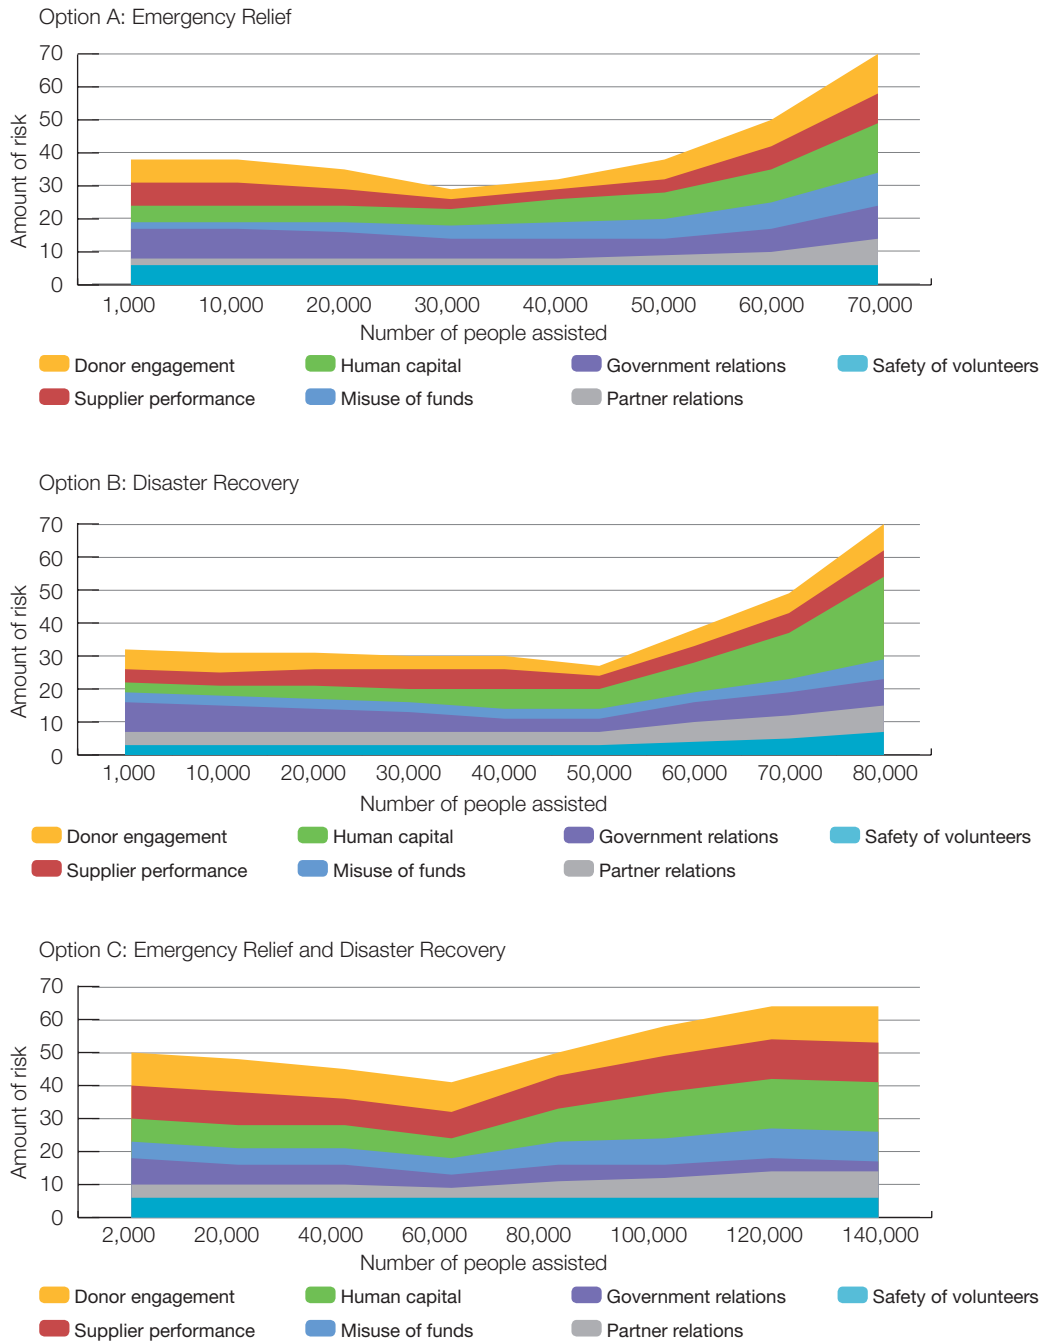 Option A: Emergency Relief
70
60
50
40
30
20
10
0
Amount of risk
1,000 10,000 20,000 30,000 40,000 50,000 60,000 70,000
Number of people assisted
Donor engagement Human capital Government relations Safety of volunteers
Supplier performance Misuse of funds Partner relations
Option B: Disaster Recovery
70
60
50
40
30
20
10
0
Amount of risk
1,000 10,000 20,000 30,000 40,000 50,000 60,000 70,000 80,000
Number of people assisted
Donor engagement Human capital Government relations Safety of volunteers
Supplier performance Misuse of funds Partner relations
Option C: Emergency Relief and Disaster Recovery
70
60
50
40
30
20
10
0
Amount of risk
2,000 20,000 40,000 60,000 80,000 100,000 120,000 140,000
Number of people assisted
Donor engagement Human capital Government relations Safety of volunteers
Supplier performance Misuse of funds Partner relations